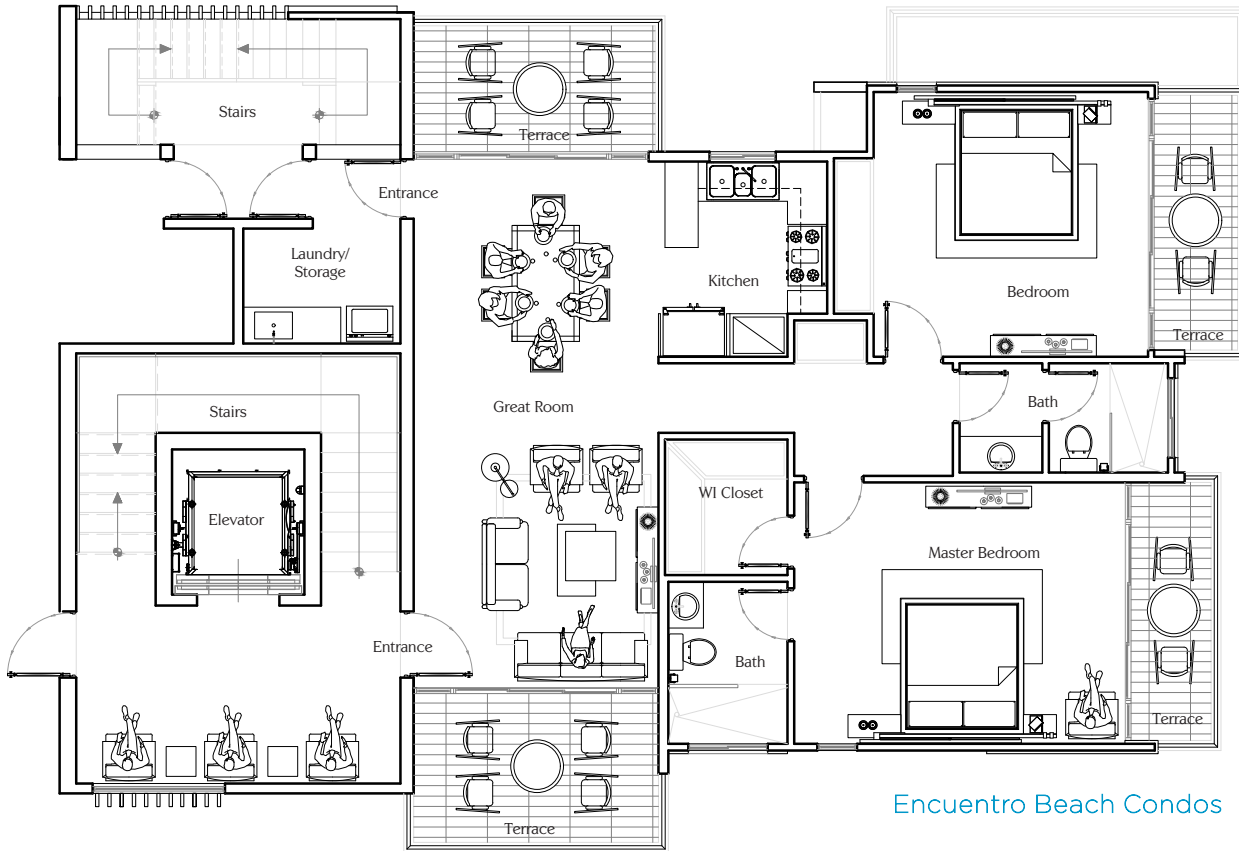 Stairs
Terrace
Entrance
Laundry/
Storage
Kitchen
Bedroom
Terrace
Stairs
Great Room
Bath
Elevator
WI Closet
Master Bedroom
Entrance
Bath
Terrace
Terrace
Encuentro Beach Condos